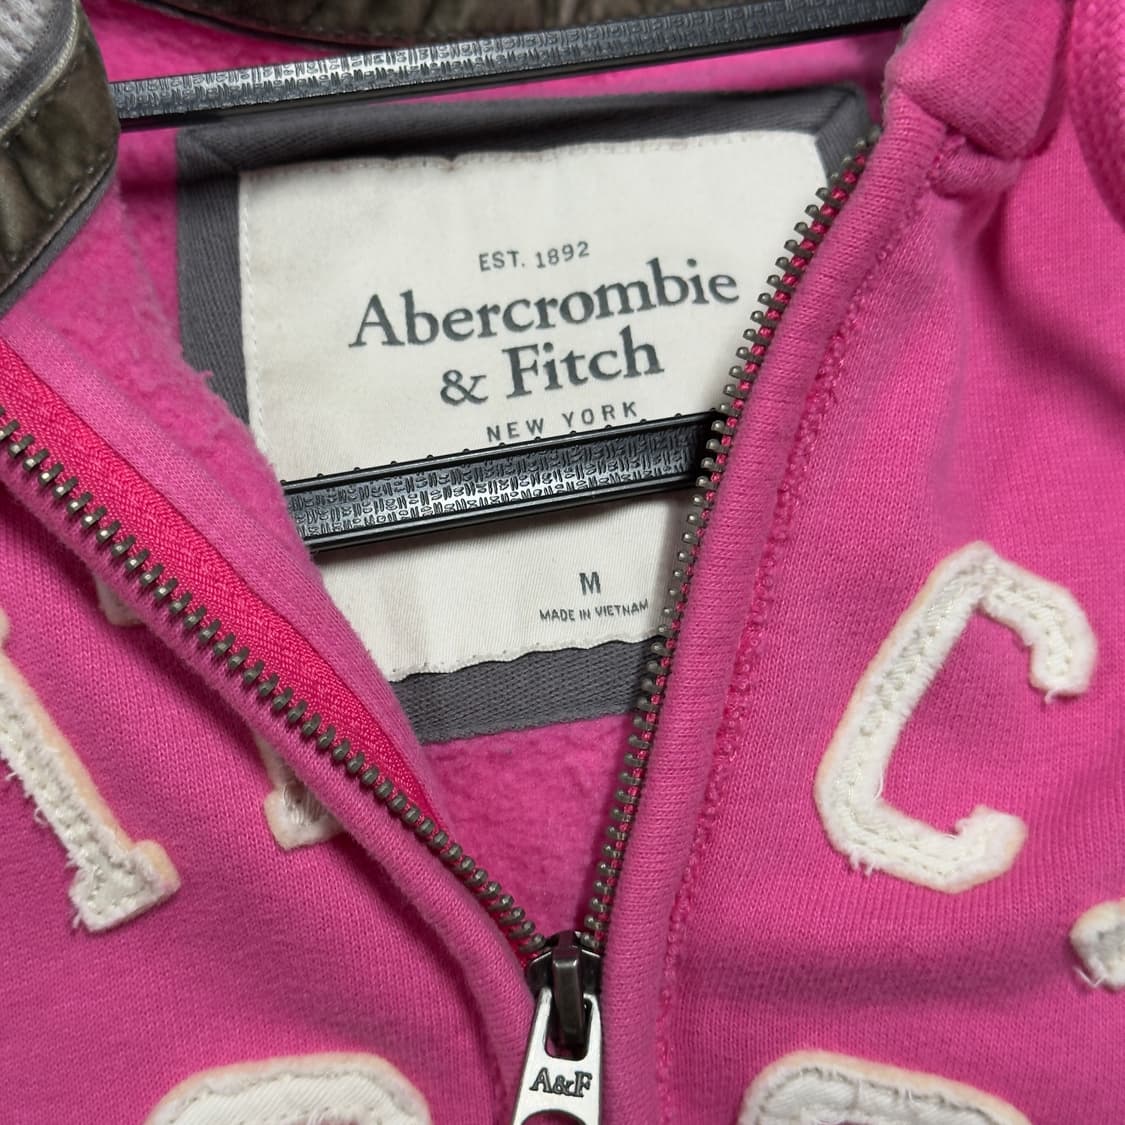 EST. 1892
Abercrombie
& Fitch
NEW YORK
M
MADE IN VIETNAM
C
A&F